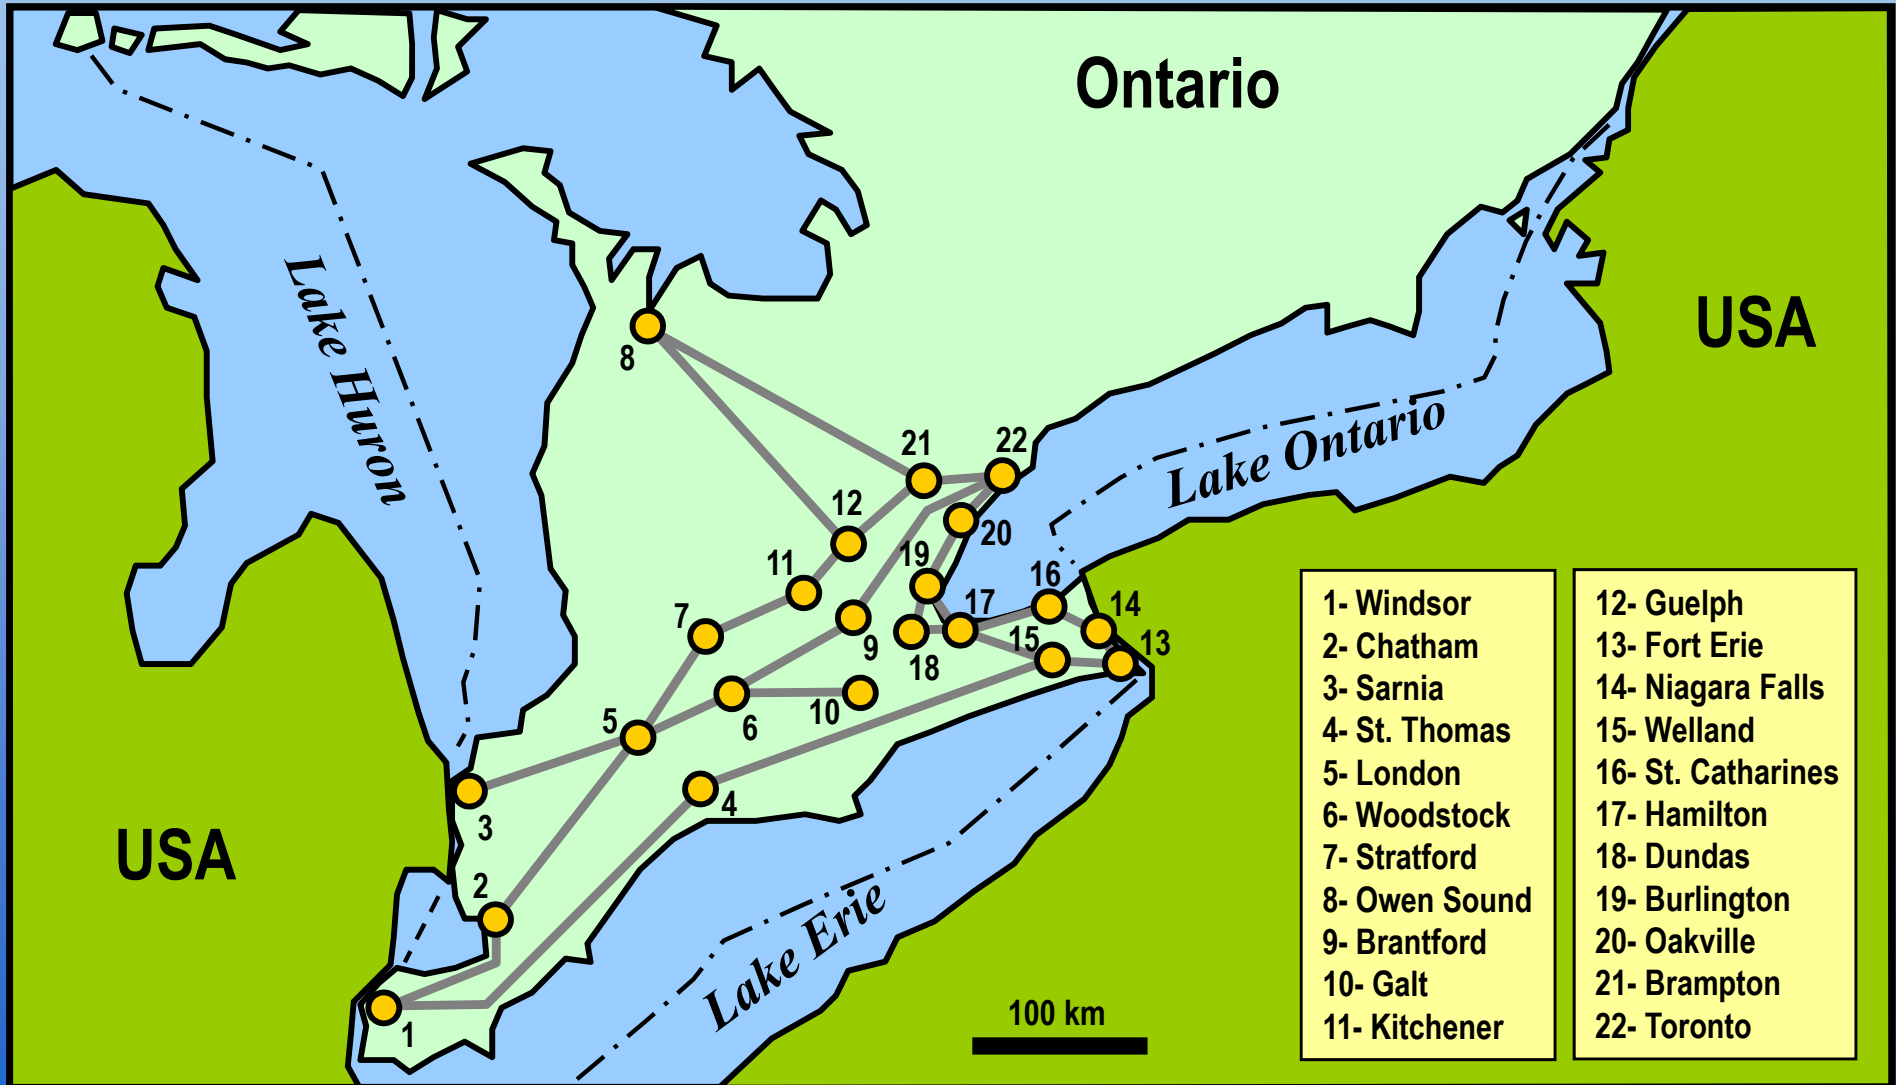 Ontario
USA
Lake Huron
Lake Ontario
8
21
22
12
20
19
11
16
17
14
7
15
13
9
18
10
5
6
4
3
2
1
USA
Lake Erie
100 km
1- Windsor
2- Chatham
3- Sarnia
4- St. Thomas
5- London
6- Woodstock
7- Stratford
8- Owen Sound
9- Brantford
10- Galt
11- Kitchener
12- Guelph
13- Fort Erie
14- Niagara Falls
15- Welland
16- St. Catharines
17- Hamilton
18- Dundas
19- Burlington
20- Oakville
21- Brampton
22- Toronto